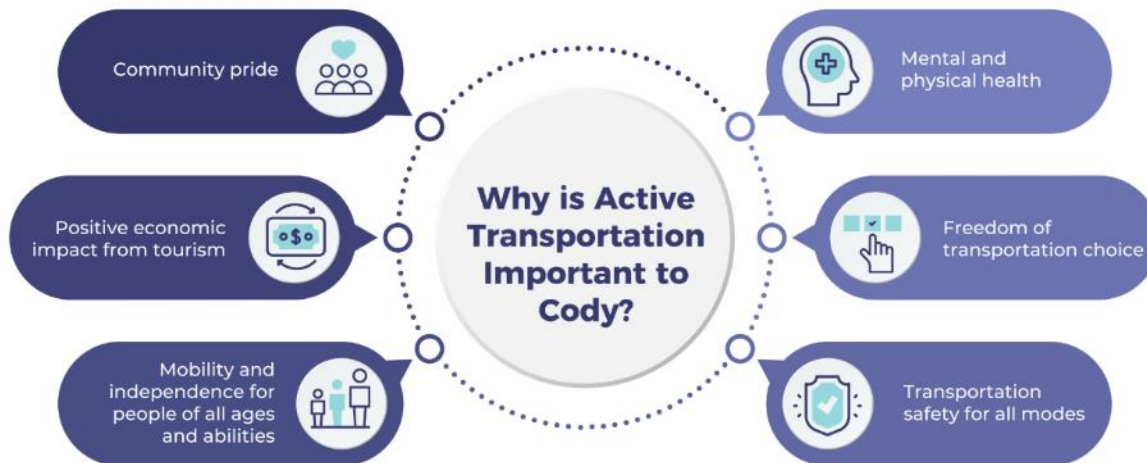 Why is Active
Transportation
Important to
Cody?
Community pride
Positive economic
impact from tourism
Mobility and
independence for
people of all ages
and abilities
Mental and
physical health
Freedom of
transportation choice
Transportation
safety for all modes